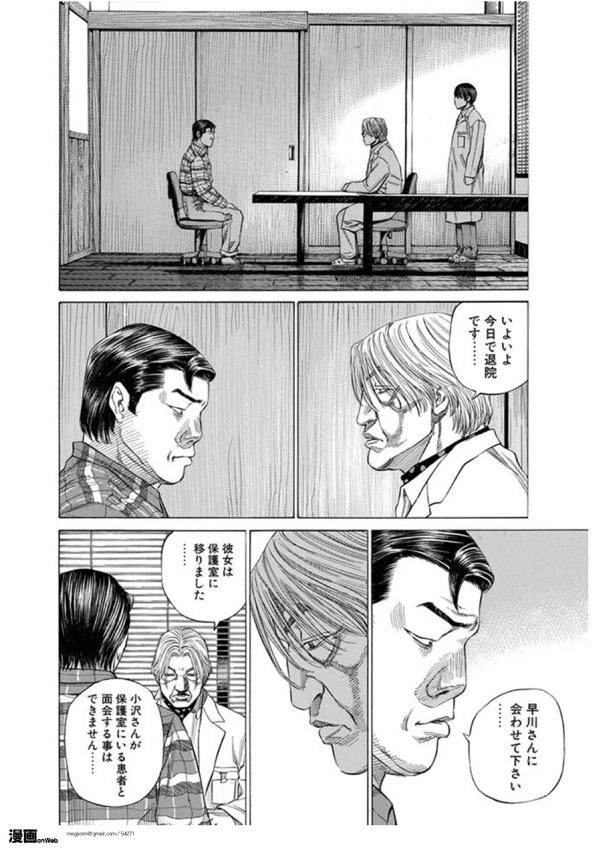 いよいよ
今日で退院
です……
早川さんに
会わせて下さい
……
彼女は
保護室に
移りました
……
小沢さんが
保護室にいる患者と
面会する事は
できません……
漫画onWeb
megaorin@gmail.com/54271